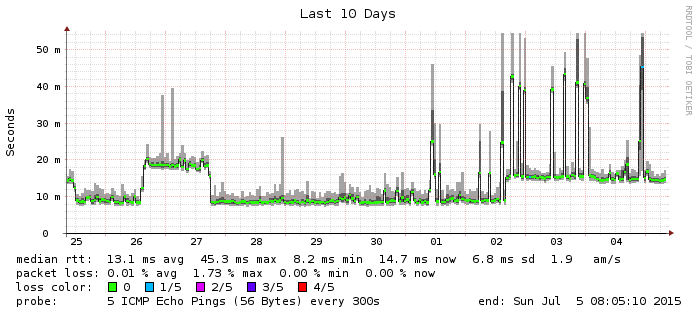 Last 10 Days
RRDTOOL / TOBI OETIKER
Seconds
50 m
40 m
30 m
20 m
10 m
0
25 26 27 28 29 30 01 02 03 04
median rtt: 13.1 ms avg 45.3 ms max 8.2 ms min 14.7 ms now 6.8 ms sd 1.9 am/s
packet loss: 0.01 % avg 1.73 % max 0.00 % min 0.00 % now
loss color: 0 1/5 2/5 3/5 4/5
probe: 5 ICMP Echo Pings (56 Bytes) every 300s end: Sun Jul 5 08:05:10 2015